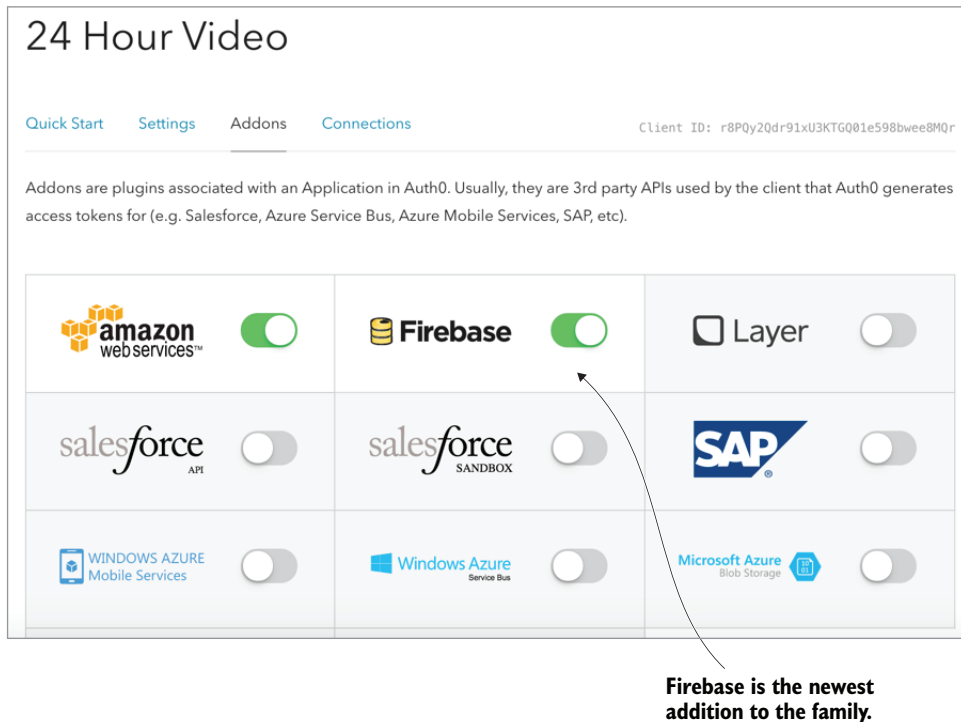 24 Hour Video
Quick Start Settings Addons Connections Client ID: r8PQy2Qdr91xU3KTGQ01e598bwee8MQr
Addons are plugins associated with an Application in Auth0. Usually, they are 3rd party APIs used by the client that Auth0 generates
access tokens for (e.g. Salesforce, Azure Service Bus, Azure Mobile Services, SAP, etc).
amazon
webservices™
Firebase
Layer
salesforce
API
salesforce
SANDBOX
SAP®
WINDOWS AZURE
Mobile Services
Windows Azure
Service Bus
Microsoft Azure
Blob Storage
10
01
Firebase is the newest
addition to the family.